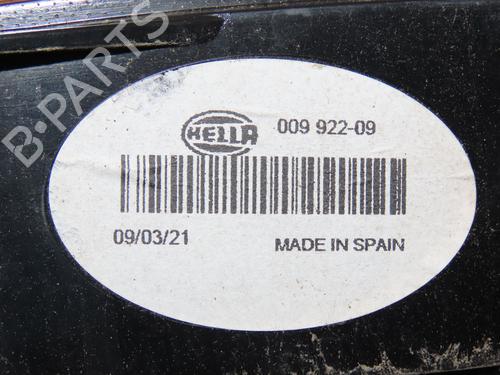 B-PARTS
HELLA
009 922-09
09/03/21
MADE IN SPAIN